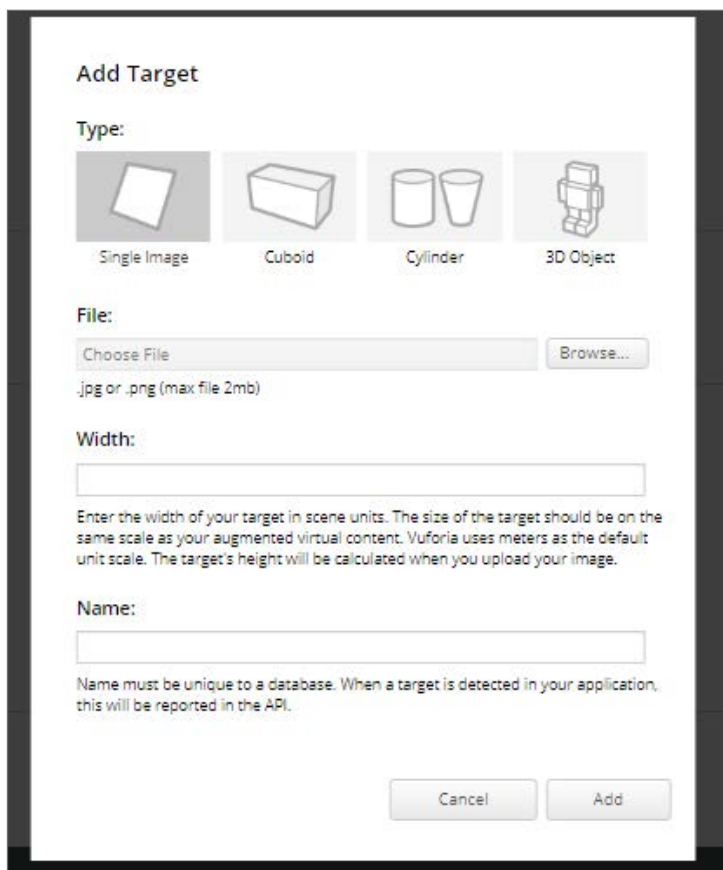 Add Target
Type:
Single Image Cuboid Cylinder 3D Object
File:
Choose File Browse...
.jpg or .png (max file 2mb)
Width:
Enter the width of your target in scene units. The size of the target should be on the
same scale as your augmented virtual content. Vuforia uses meters as the default
unit scale. The target's height will be calculated when you upload your image.
Name:
Name must be unique to a database. When a target is detected in your application,
this will be reported in the API.
Cancel Add